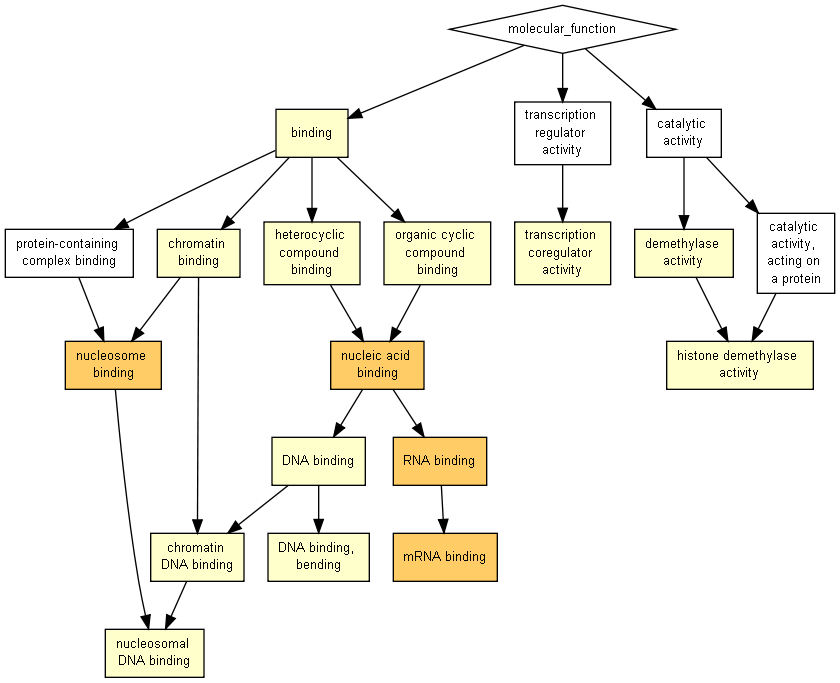 molecular_function
binding
transcription
regulator
activity
catalytic
activity
protein-containing
complex binding
chromatin
binding
heterocyclic
compound
binding
organic cyclic
compound
binding
transcription
coregulator
activity
demethylase
activity
catalytic
activity,
acting on
a protein
nucleosome
binding
nucleic acid
binding
histone demethylase
activity
DNA binding
RNA binding
chromatin
DNA binding
DNA binding,
bending
mRNA binding
nucleosomal
DNA binding